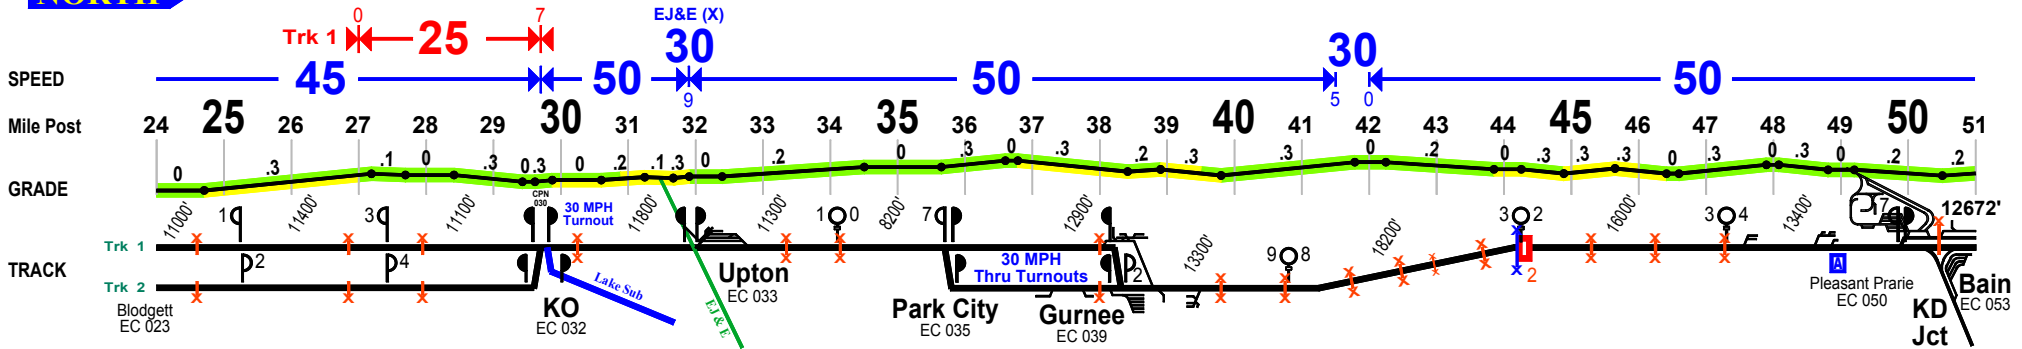 NORTH
0 7 EJ&E (X)
Trk 1 25 30 30
SPEED 45 50 50 50
9 5 0
Mile Post 24 25 26 27 28 29 30 31 32 33 34 35 36 37 38 39 40 41 42 43 44 45 46 47 48 49 50 51
GRADE 0 .3 .1 0 .3 0 .3 0 .2 .1 .3 0 .2 0 .3 0 .3 .2 .3 .3 0 .2 0 .3 .3 .3 0 .3 0 .3 0 .2 .2
CPN
030
30 MPH
Turnout
11000' 11400' 11100' 11800' 11300' 8200' 12900' 13300' 18200' 16000' 13400' 12672'
1 3 1 0 7 3 2 3 4 17
Trk 1
TRACK 2 4 2 9 8 2 A
Trk 2
30 MPH
Thru Turnouts
Lake Sub
EJ & E
Blodgett
EC 023
KO
EC 032
Upton
EC 033
Park City
EC 035
Gurnee
EC 039
Pleasant Prarie
EC 050
KD
Jct
Bain
EC 053